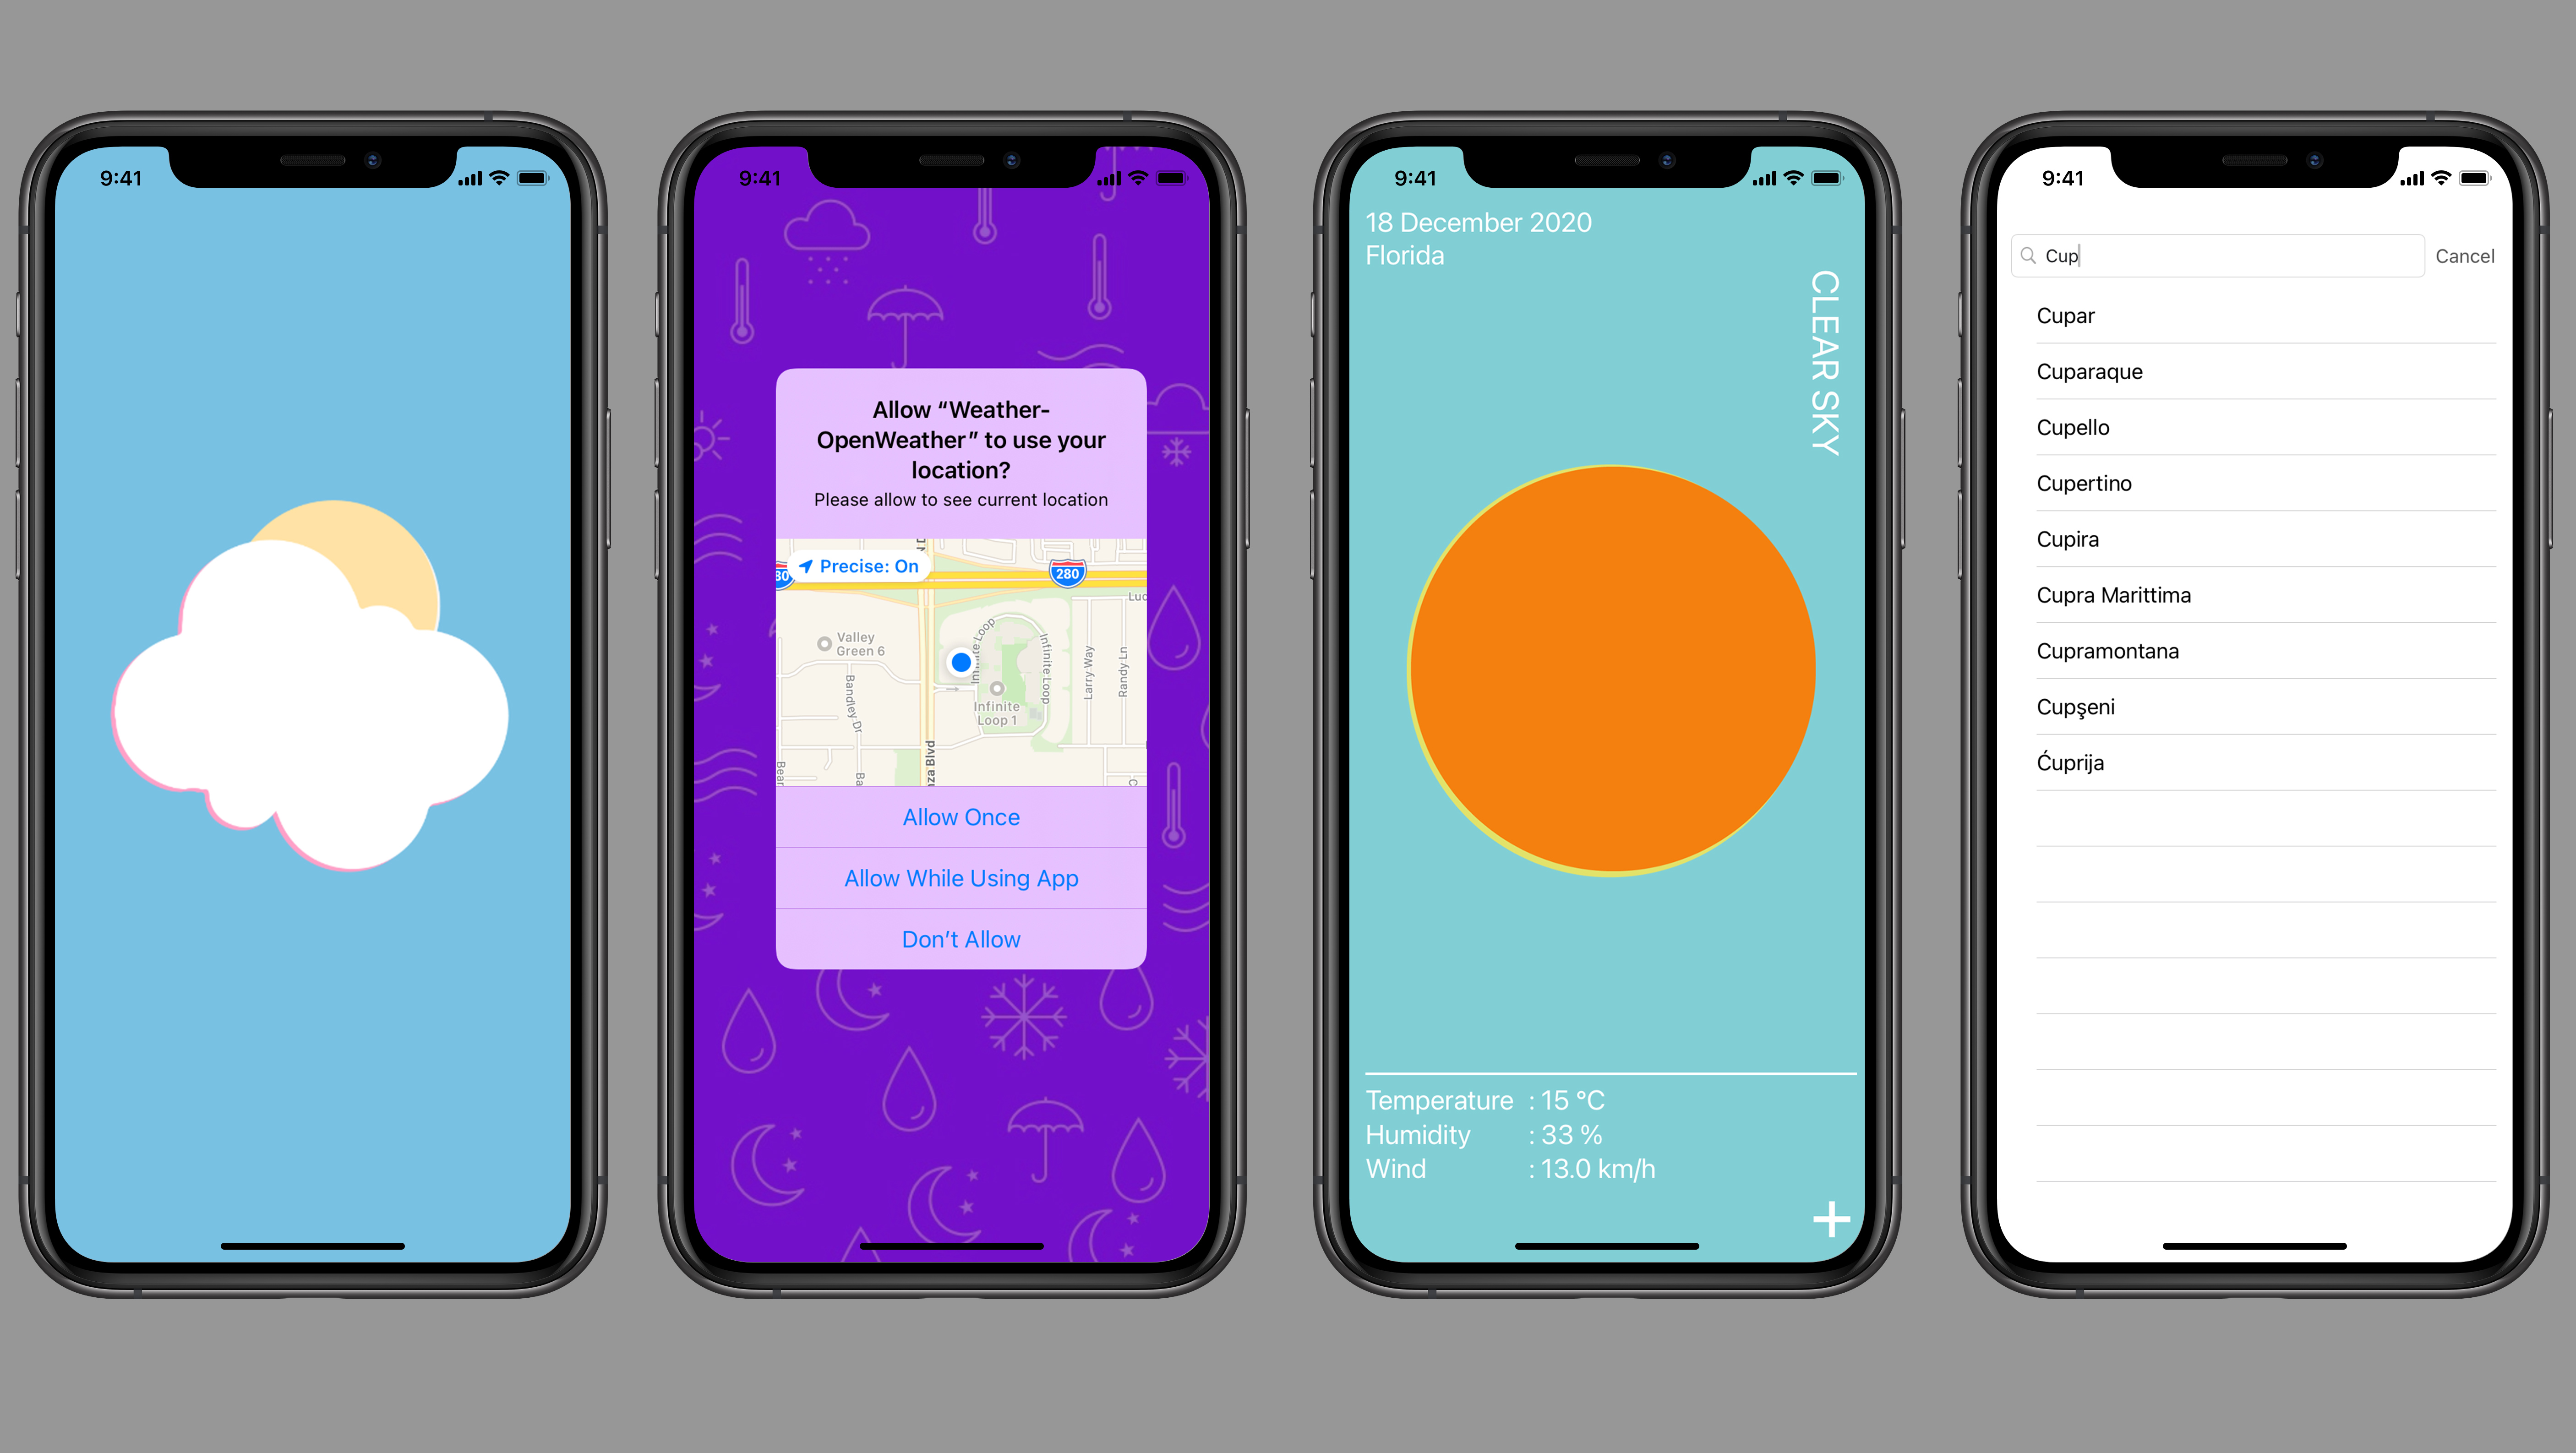 9:41
9:41
Allow “Weather-
OpenWeather” to use your
location?
Please allow to see current location
Precise: On
280
Valley
Green 6
Infinite Loop
Infinite
Loop 1
Bandley Dr
Larry Way
Randy Ln
Allow Once
Allow While Using App
Don’t Allow
9:41
18 December 2020
Florida
CLEAR SKY
Temperature : 15 °C
Humidity : 33 %
Wind : 13.0 km/h
9:41
Cup
Cancel
Cupar
Cuparaque
Cupello
Cupertino
Cupira
Cupra Marittima
Cupramontana
Cupşeni
Ćuprija